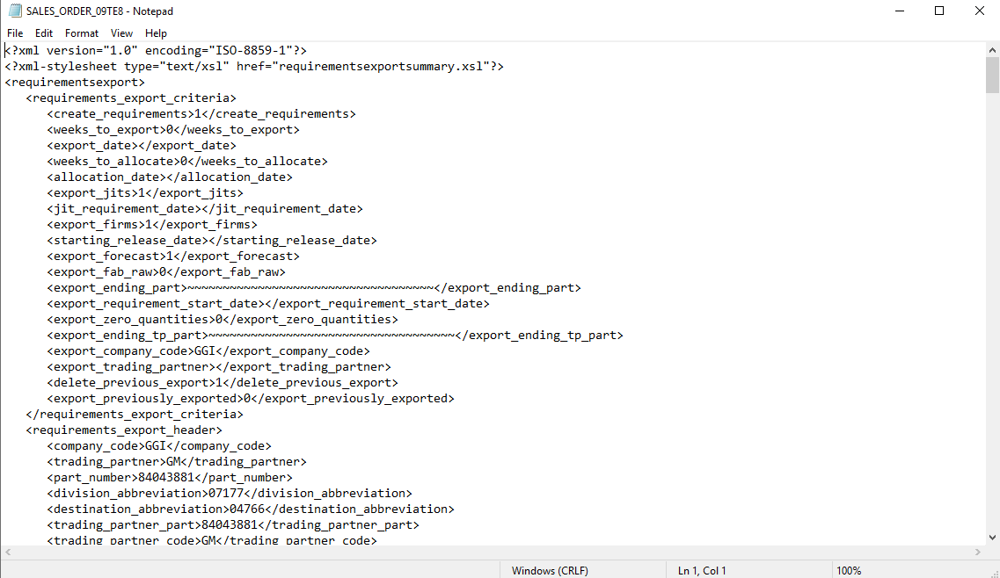 SALES_ORDER_09TE8 - Notepad
File Edit Format View Help
<?xml version="1.0" encoding="ISO-8859-1"?>
<?xml-stylesheet type="text/xsl" href="requirementsexportsummary.xsl"?>
<requirementsexport>
   <requirements_export_criteria>
      <create_requirements>1</create_requirements>
      <weeks_to_export>0</weeks_to_export>
      <export_date></export_date>
      <weeks_to_allocate>0</weeks_to_allocate>
      <allocation_date></allocation_date>
      <export_jits>1</export_jits>
      <jit_requirement_date></jit_requirement_date>
      <export_firms>1</export_firms>
      <starting_release_date></starting_release_date>
      <export_forecast>1</export_forecast>
      <export_fab_raw>0</export_fab_raw>
      <export_ending_part>~~~~~~~~~~~~~~~~~~~~~~~~~~~~~~~~~~~</export_ending_part>
      <export_requirement_start_date></export_requirement_start_date>
      <export_zero_quantities>0</export_zero_quantities>
      <export_ending_tp_part>~~~~~~~~~~~~~~~~~~~~~~~~~~~~~~~~~~~</export_ending_tp_part>
      <export_company_code>GGI</export_company_code>
      <export_trading_partner></export_trading_partner>
      <delete_previous_export>1</delete_previous_export>
      <export_previously_exported>0</export_previously_exported>
   </requirements_export_criteria>
   <requirements_export_header>
      <company_code>GGI</company_code>
      <trading_partner>GM</trading_partner>
      <part_number>84043881</part_number>
      <division_abbreviation>07177</division_abbreviation>
      <destination_abbreviation>04766</destination_abbreviation>
      <trading_partner_part>84043881</trading_partner_part>
      <trading_partner_code>GM</trading_partner_code>
Windows (CRLF) Ln 1, Col 1 100%